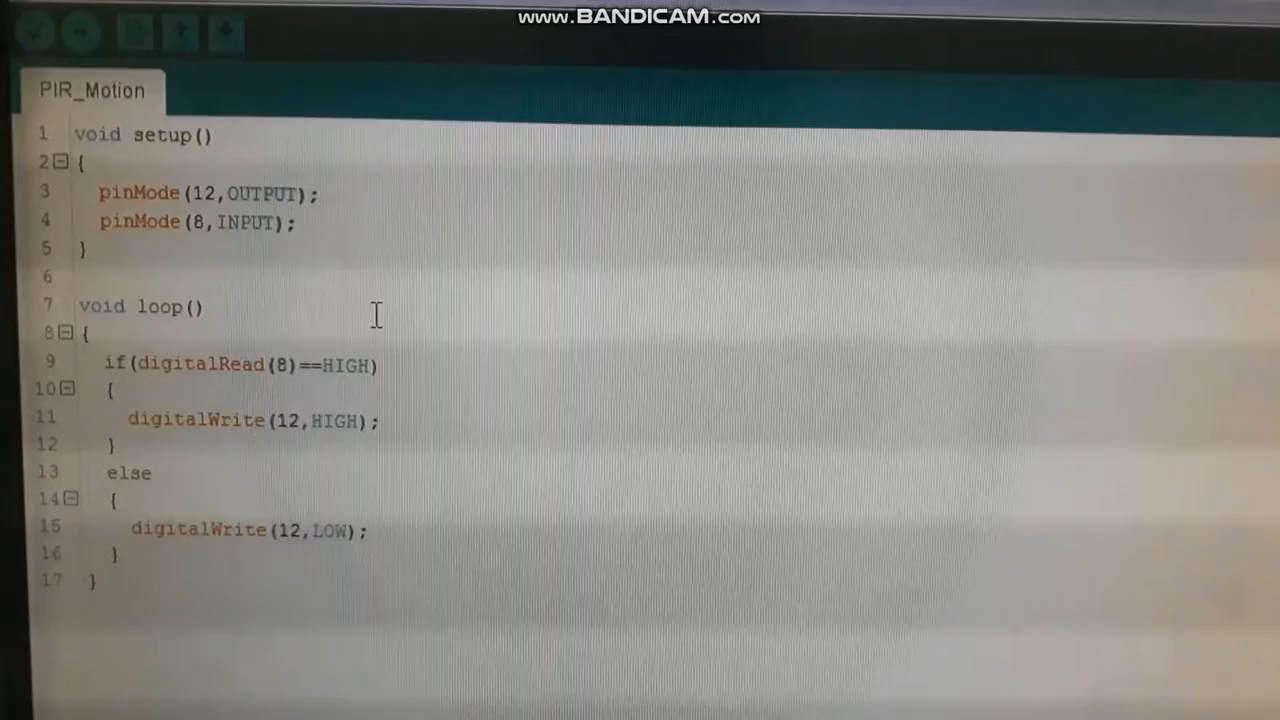 www.BANDICAM.com
PIR_Motion
1 void setup()
2 {
3 pinMode(12,OUTPUT);
4 pinMode(8,INPUT);
5 }
6
7 void loop()
8 {
9 if(digitalRead(8)==HIGH)
10 {
11 digitalWrite(12,HIGH);
12 }
13 else
14 {
15 digitalWrite(12,LOW);
16 }
17 }